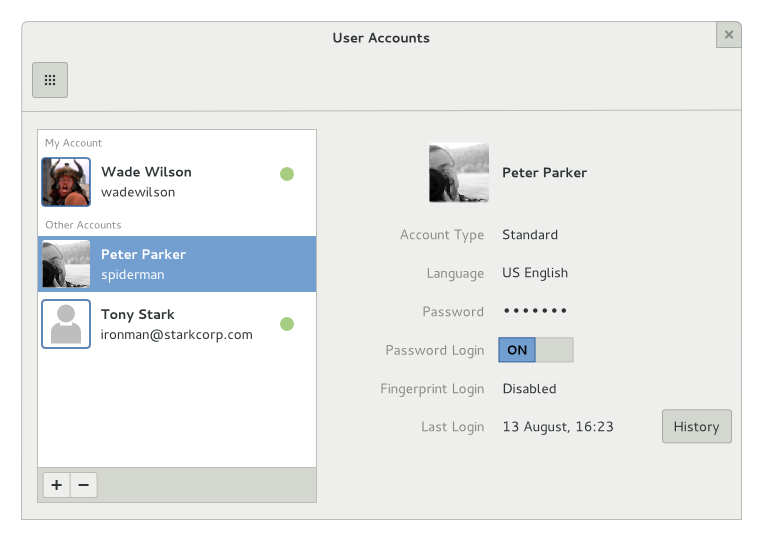 User Accounts
My Account
Wade Wilson
wadewilson
Other Accounts
Peter Parker
spiderman
Tony Stark
ironman@starkcorp.com
Peter Parker
Account Type Standard
Language US English
Password •••••••
Password Login ON
Fingerprint Login Disabled
Last Login 13 August, 16:23 History